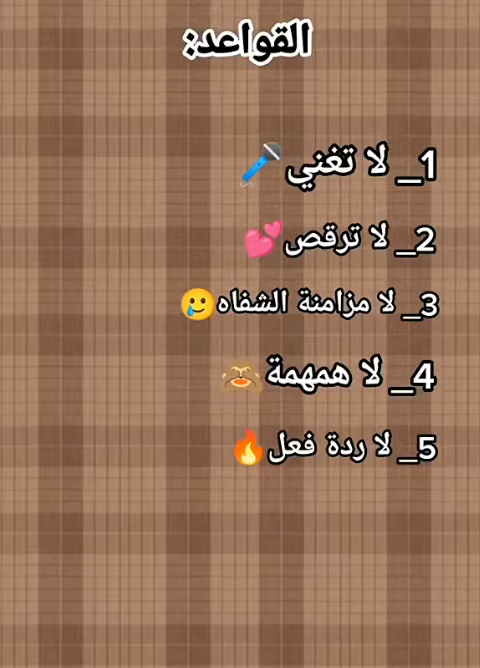 القواعد:
1_ لا تغني🎤
2_ لا ترقص💕
3_ لا مزامنة الشفاه🥲
4_ لا همهمة🙈
5_ لا ردة فعل🔥